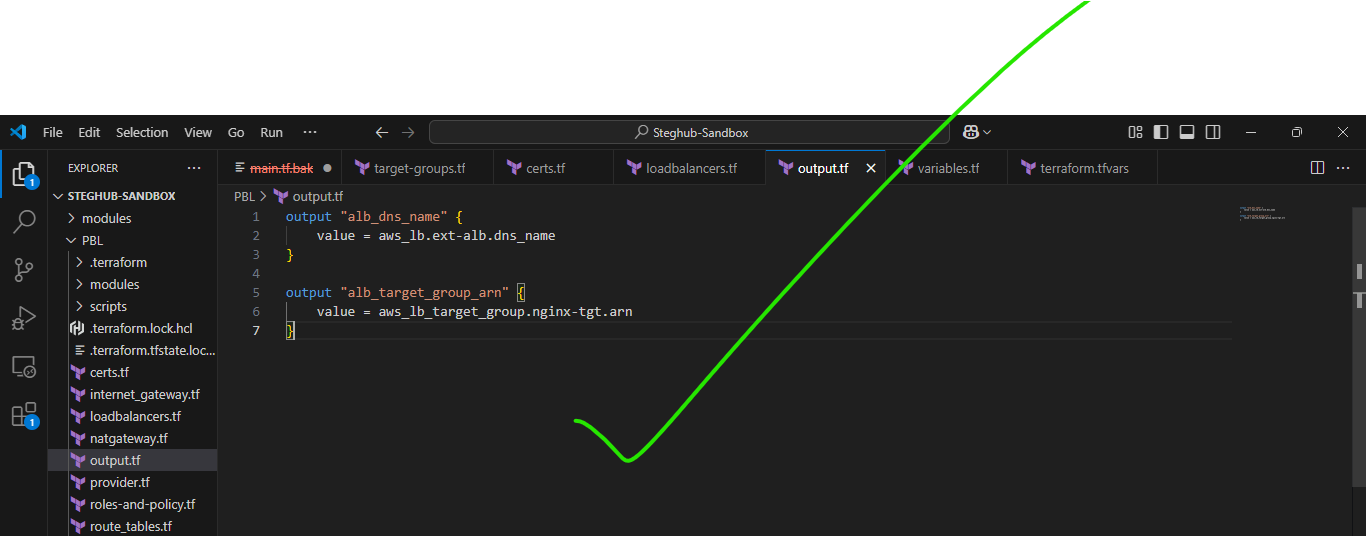 File Edit Selection View Go Run ··· Steghub-Sandbox
EXPLORER ··· main.tf.bak target-groups.tf certs.tf loadbalancers.tf output.tf variables.tf terraform.tfvars ···
1
STEGHUB-SANDBOX
PBL > output.tf
modules
PBL
.terraform
modules
scripts
.terraform.lock.hcl
.terraform.tfstate.loc...
certs.tf
internet_gateway.tf
loadbalancers.tf
1
natgateway.tf
output.tf
provider.tf
roles-and-policy.tf
route_tables.tf
1 output "alb_dns_name" {
2 value = aws_lb.ext-alb.dns_name
3 }
4
5 output "alb_target_group_arn" {
6 value = aws_lb_target_group.nginx-tgt.arn
7 }